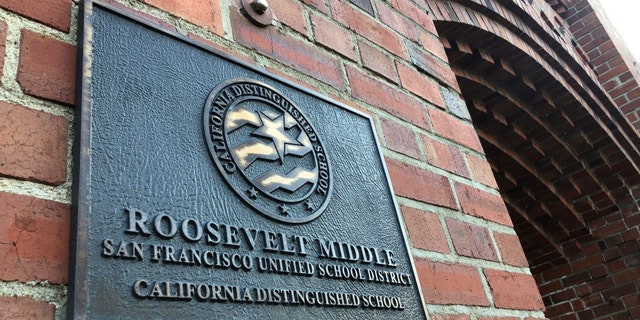 CALIFORNIA DISTINGUISHED SCHOOL
ROOSEVELT MIDDLE
SAN FRANCISCO UNIFIED SCHOOL DISTRICT
CALIFORNIA DISTINGUISHED SCHOOL